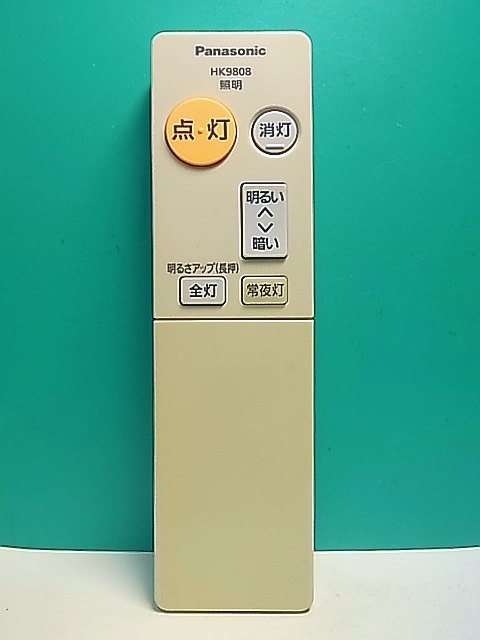 Panasonic
HK9808
照明
点・灯
消灯
明るい
暗い
明るさアップ(長押)
全灯
常夜灯